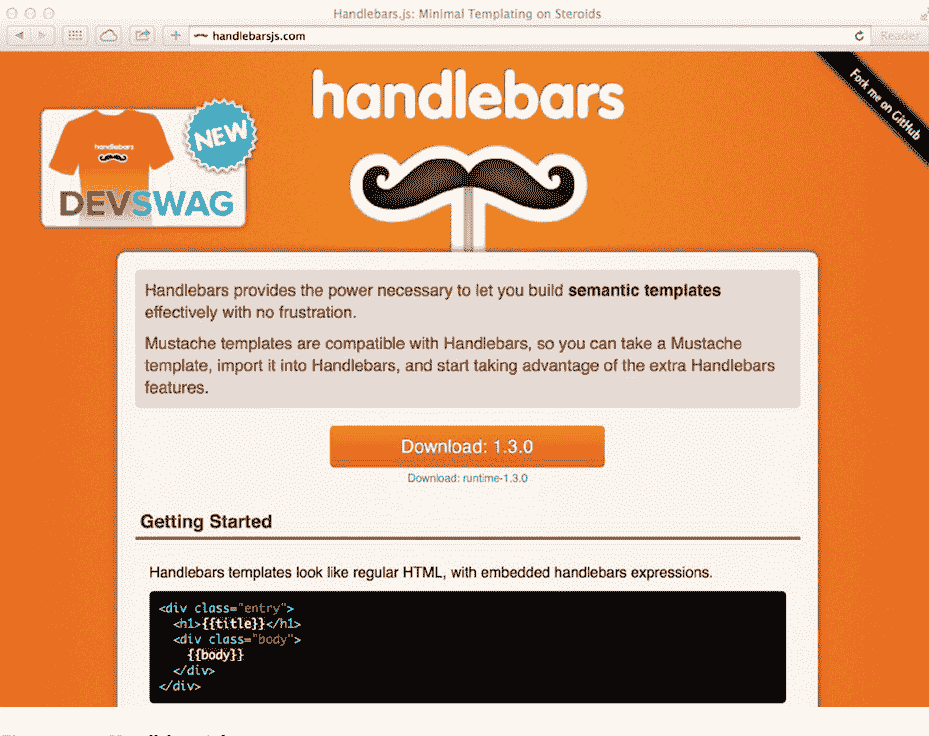 Handlebars.js: Minimal Templating on Steroids
handlebarsjs.com
Reader
Fork me on GitHub
handlebars
NEW
handlebars
DEVSWAG
Handlebars provides the power necessary to let you build semantic templates
effectively with no frustration.
Mustache templates are compatible with Handlebars, so you can take a Mustache
template, import it into Handlebars, and start taking advantage of the extra Handlebars
features.
Download: 1.3.0
Download: runtime-1.3.0
Getting Started
Handlebars templates look like regular HTML, with embedded handlebars expressions.
<div class="entry">
<h1>{{title}}</h1>
<div class="body">
{{body}}
</div>
</div>